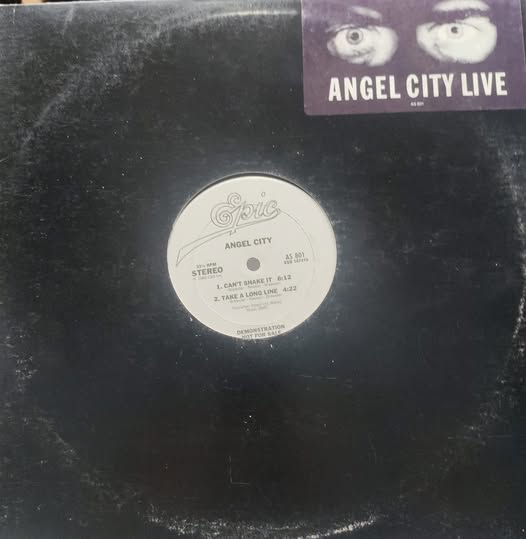 ANGEL CITY LIVE
AS 801
Epic
ANGEL CITY
33⅓ RPM
STEREO
AS 801
1. CAN'T SHAKE IT 6:12
2. TAKE A LONG LINE 4:22
DEMONSTRATION
NOT FOR SALE